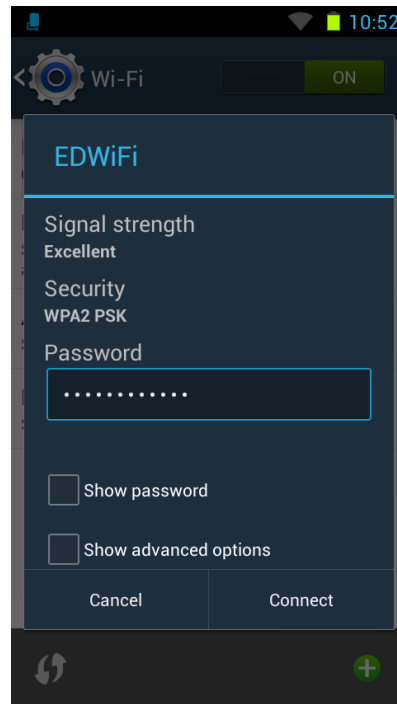 10:52
Wi-Fi
ON
EDWiFi
Signal strength
Excellent
Security
WPA2 PSK
Password
............
Show password
Show advanced options
Cancel
Connect